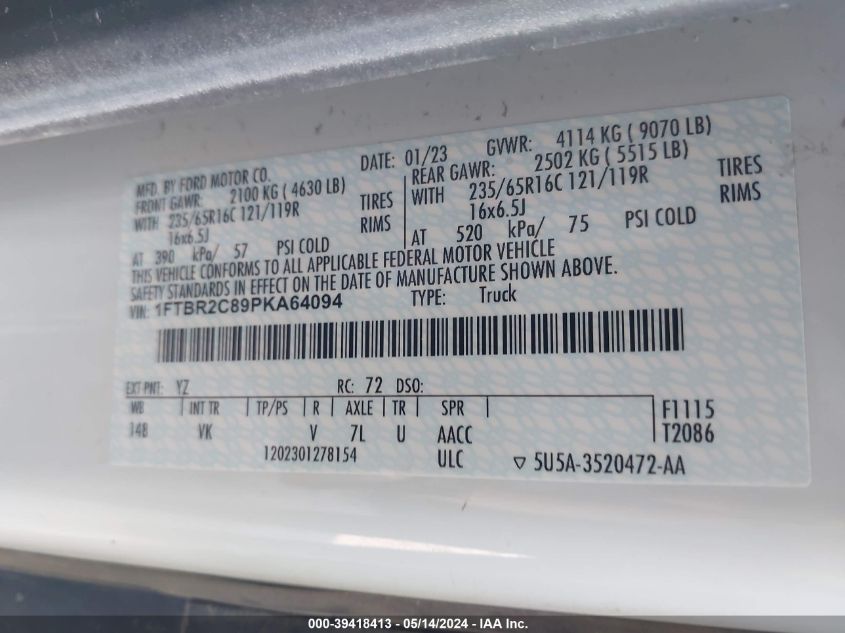 MFD. BY FORD MOTOR CO.
DATE: 01/23 GVWR: 4114 KG ( 9070 LB)
FRONT GAWR: 2100 KG ( 4630 LB)
WITH 235/65R16C 121/119R TIRES
16x6.5J RIMS
AT 390 kPa/ 57 PSI COLD
REAR GAWR: 2502 KG ( 5515 LB)
WITH 235/65R16C 121/119R TIRES
16x6.5J RIMS
AT 520 kPa/ 75 PSI COLD
THIS VEHICLE CONFORMS TO ALL APPLICABLE FEDERAL MOTOR VEHICLE
SAFETY STANDARDS IN EFFECT ON THE DATE OF MANUFACTURE SHOWN ABOVE.
VIN: 1FTBR2C89PKA64094 TYPE: Truck
EXT PNT: YZ RC: 72 DSO:
WB INT TR TP/PS R AXLE TR SPR F1115
148 VK V 7L U AACC T2086
1202301278154 ULC ▽ 5U5A-3520472-AA
000-39418413 - 05/14/2024 - IAA Inc.